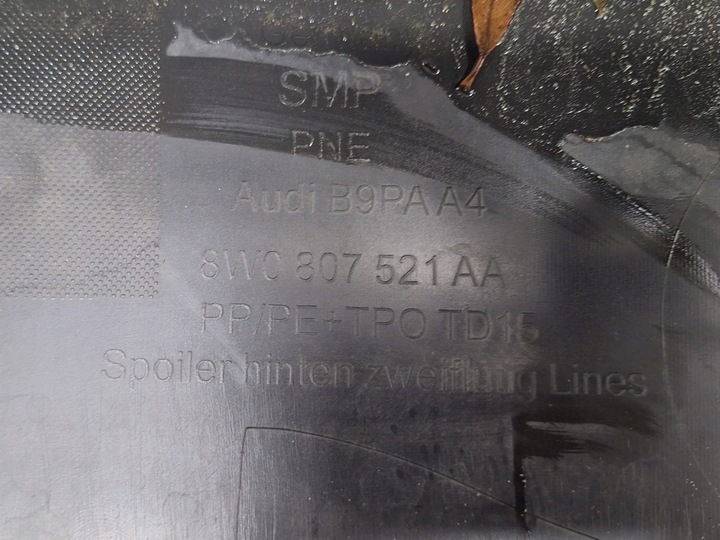 SMP
PNE
Audi B9PA A4
8W0 807 521 AA
PP/PE+TPO TD15
Spoiler hinten zweiflutig Lines